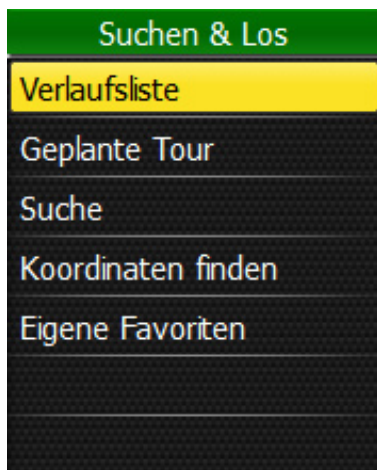 Suchen & Los
Verlaufsliste
Geplante Tour
Suche
Koordinaten finden
Eigene Favoriten